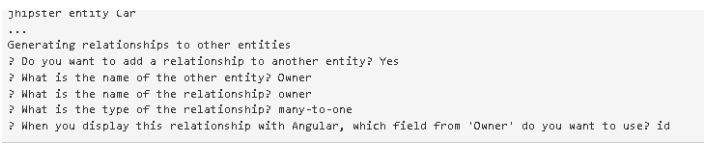 jhipster entity Car
...
Generating relationships to other entities
? Do you want to add a relationship to another entity? Yes
? What is the name of the other entity? Owner
? What is the name of the relationship? owner
? What is the type of the relationship? many-to-one
? When you display this relationship with Angular, which field from 'Owner' do you want to use? id